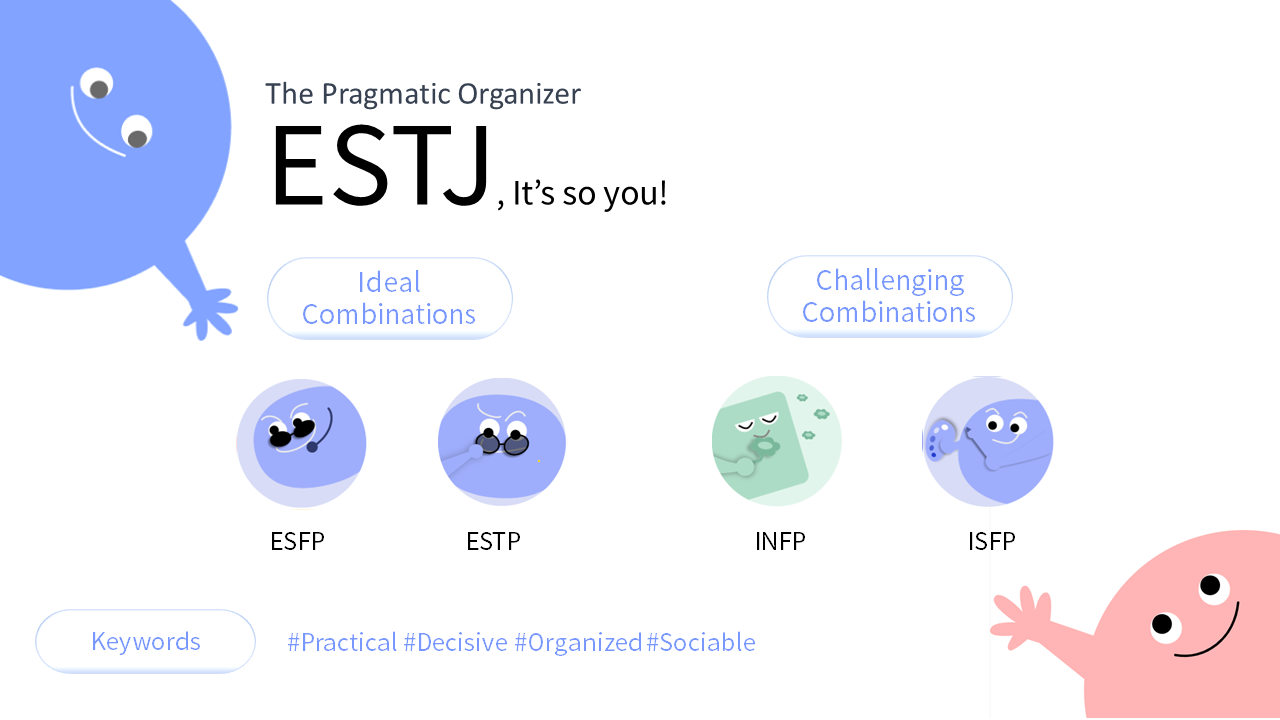 The Pragmatic Organizer
ESTJ, It’s so you!
Ideal
Combinations
Challenging
Combinations
ESFP
ESTP
INFP
ISFP
Keywords
#Practical #Decisive #Organized #Sociable